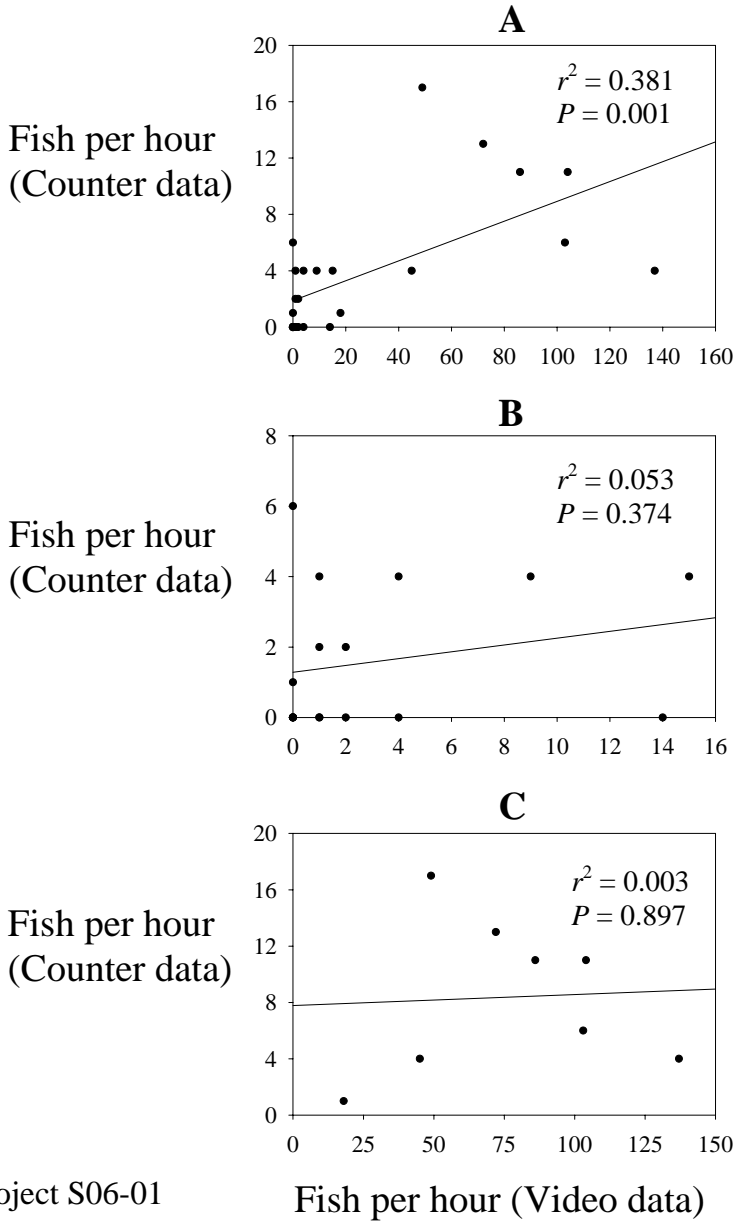 A
20
16
12
8
4
0
r² = 0.381
P = 0.001
Fish per hour
(Counter data)
0 20 40 60 80 100 120 140 160
B
8
6
4
2
0
r² = 0.053
P = 0.374
Fish per hour
(Counter data)
0 2 4 6 8 10 12 14 16
C
20
16
12
8
4
0
r² = 0.003
P = 0.897
Fish per hour
(Counter data)
0 25 50 75 100 125 150
oject S06-01
Fish per hour (Video data)